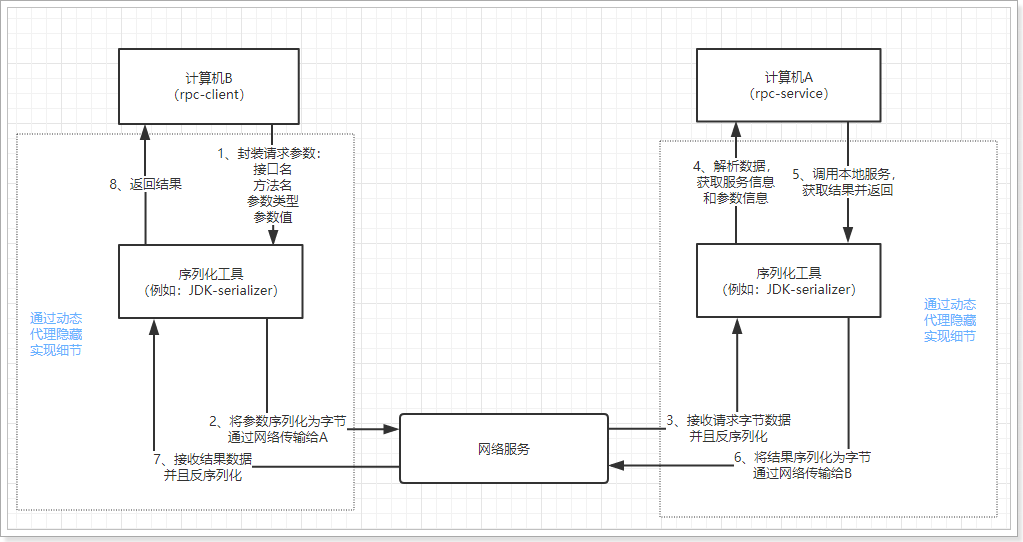 计算机B
（rpc-client）
计算机A
（rpc-service）
1、封装请求参数：
接口名
方法名
参数类型
参数值
8、返回结果
4、解析数据，
获取服务信息
和参数信息
5、调用本地服务，
获取结果并返回
序列化工具
（例如：JDK-serializer）
序列化工具
（例如：JDK-serializer）
通过动态
代理隐藏
实现细节
通过动态
代理隐藏
实现细节
2、将参数序列化为字节
通过网络传输给A
7、接收结果数据
并且反序列化
网络服务
3、接收请求字节数据
并且反序列化
6、将结果序列化为字节
通过网络传输给B